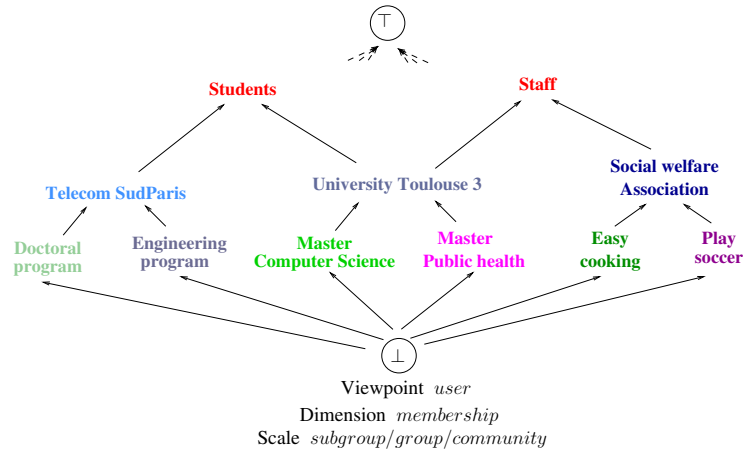 ⊤
Students
Staff
Telecom SudParis
University Toulouse 3
Social welfare
Association
Doctoral
program
Engineering
program
Master
Computer Science
Master
Public health
Easy
cooking
Play
soccer
⊥
Viewpoint user
Dimension membership
Scale subgroup/group/community